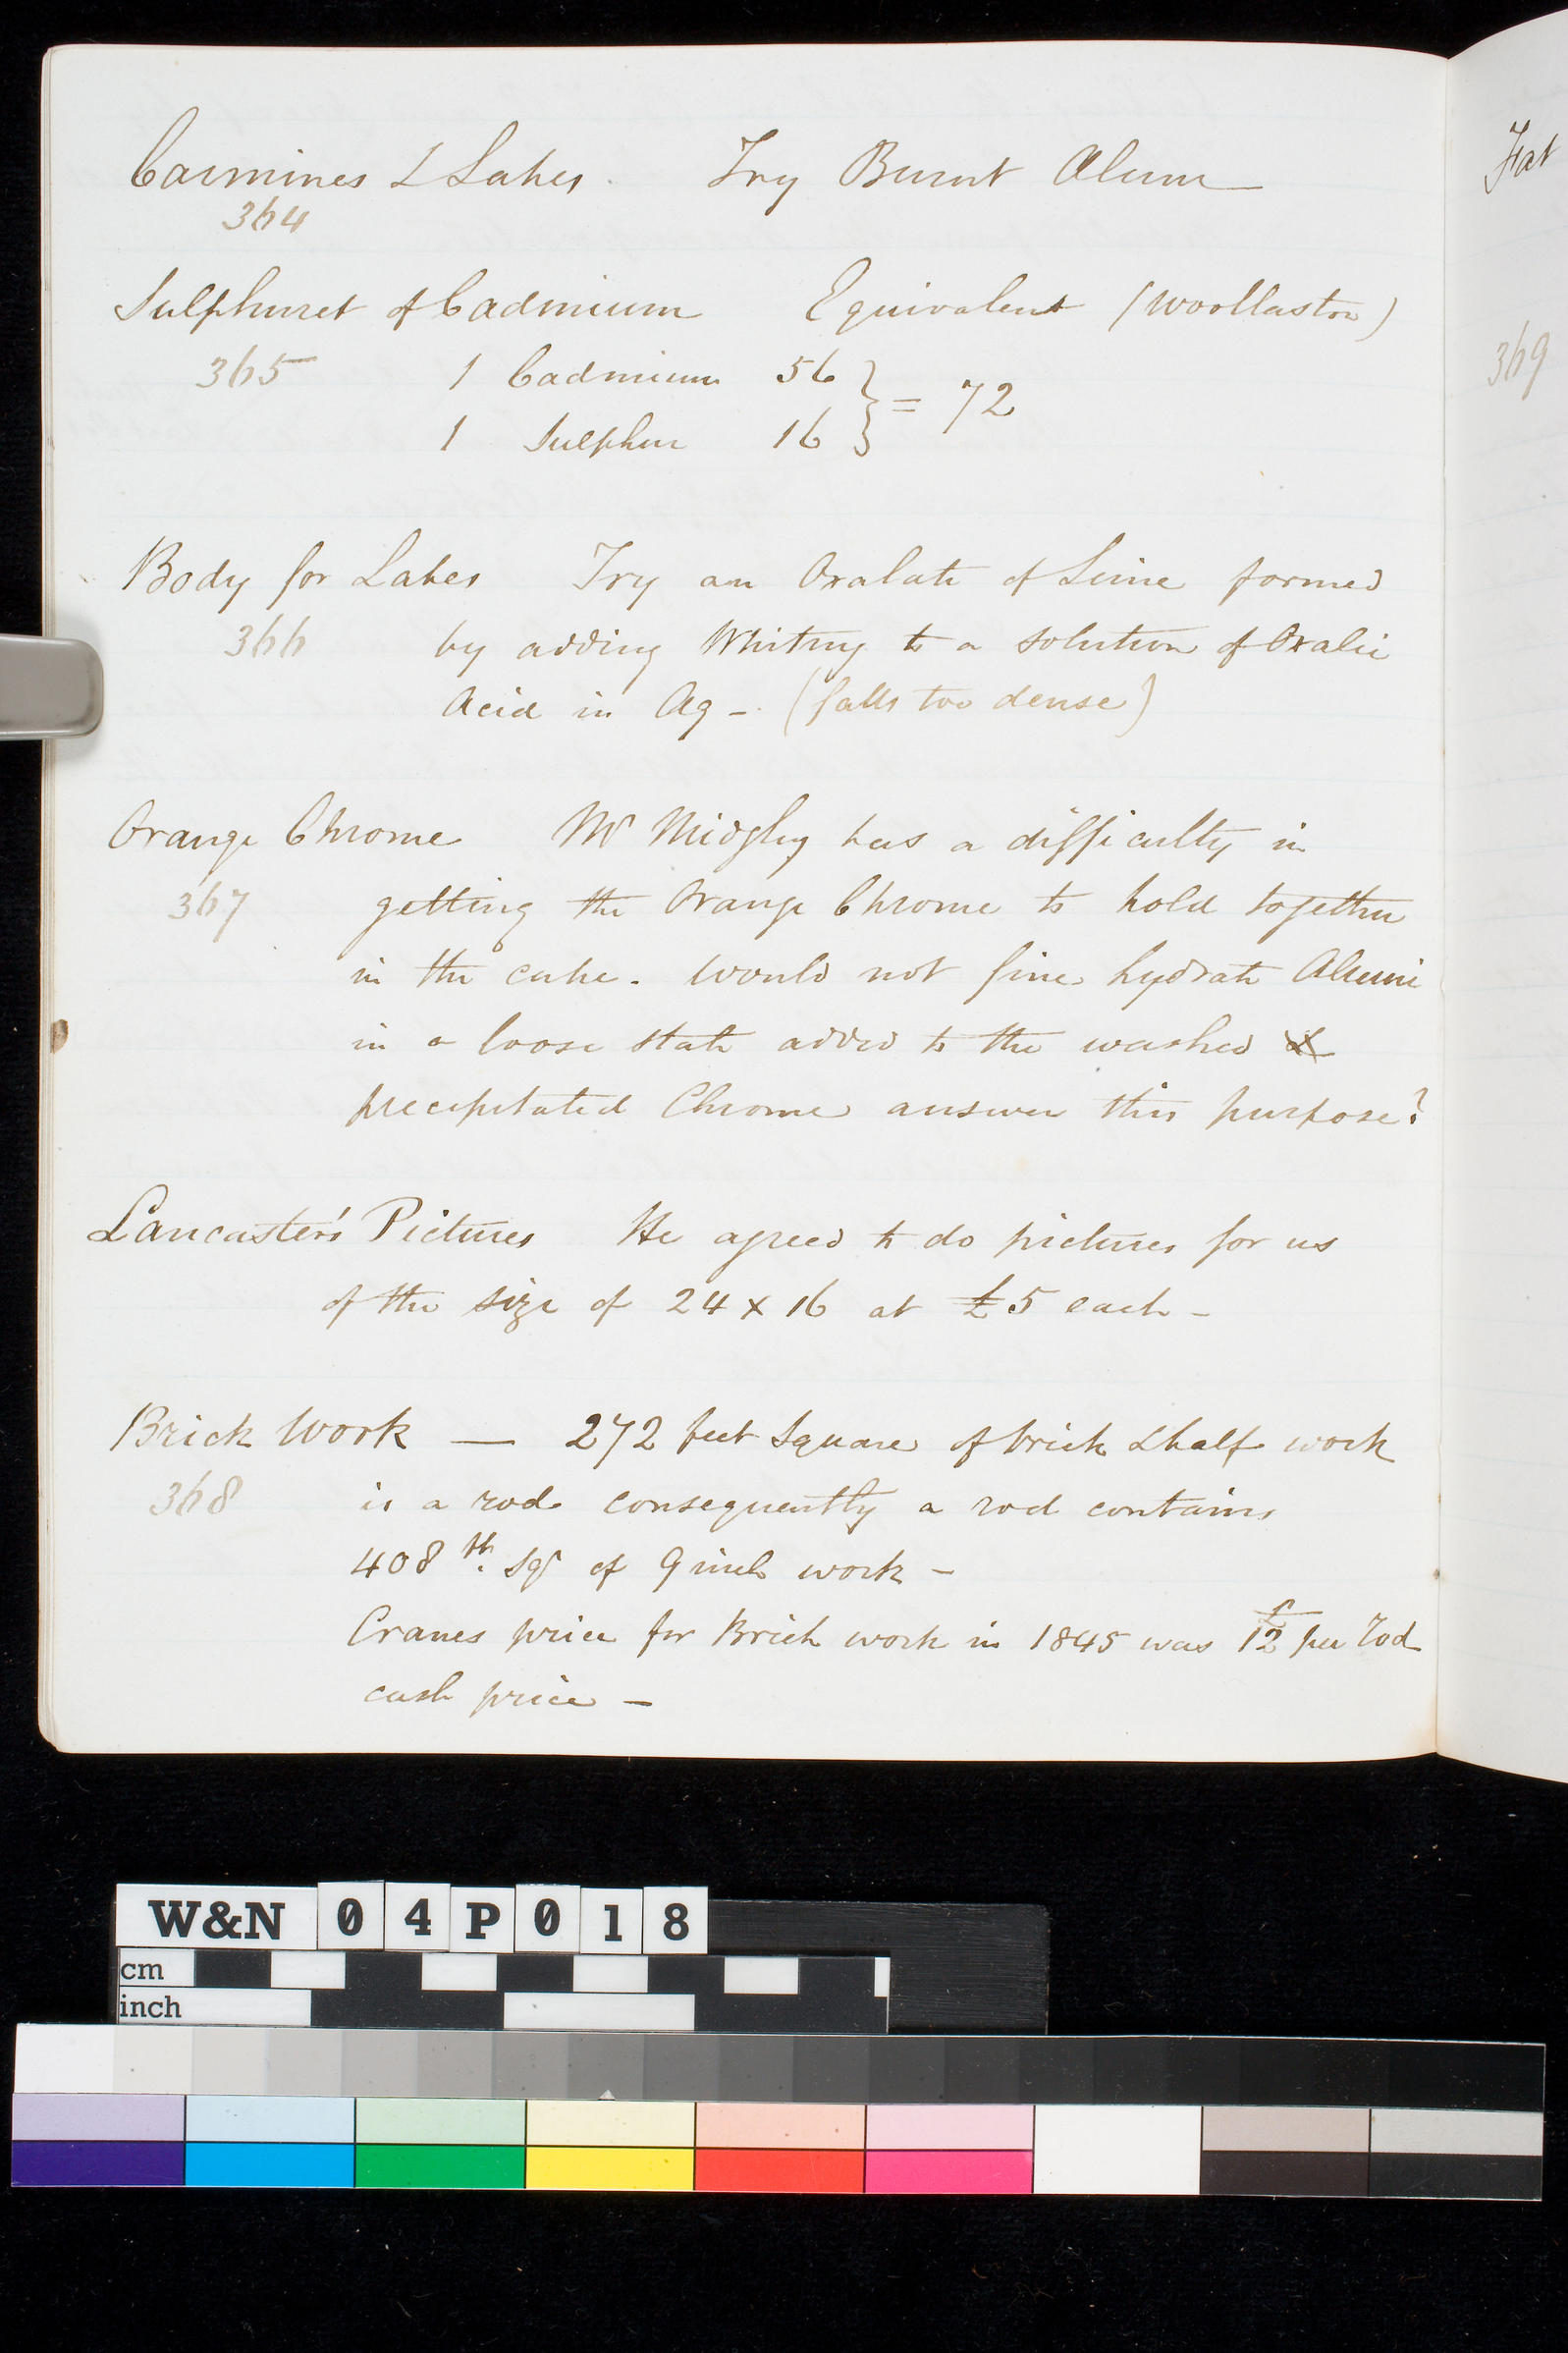 Carmines & Lakes. Try Burnt Alum
364
Sulphuret of Cadmium Equivalent (Woollaston)
365 1 Cadmium 56 } = 72
1 Sulphur 16
Body for Lakes Try an Oxalate of Lime formed
366 by adding Whiting to a solution of Oxalic
Acid in Aq -. (falls too dense)
Orange Chrome Mr Midgley has a difficulty in
367 getting the Orange Chrome to hold together
in the cake. Would not fine hydrate Alumi
in a loose state added to the washed &
precipitated Chrome answer this purpose?
Lancaster's Pictures He agreed to do pictures for us
of the size of 24 x 16 at £5 each -
Brick Work — 272 feet square of brick & half work
368 is a rod consequently a rod contains
408 ft. sqr of 9 inch work -
Cranes price for Brick work in 1845 was £12 per Rod
cash price -
Fat
369
W&N 04P018
cm
inch